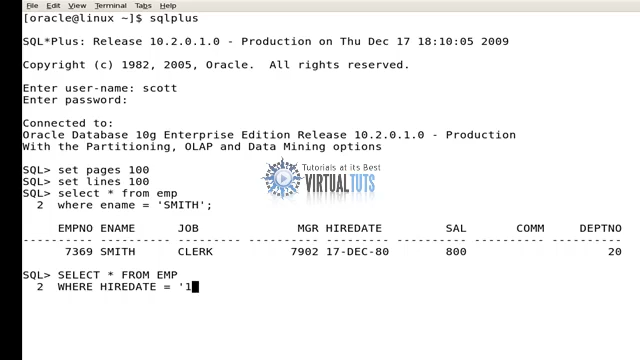 File Edit View Terminal Tabs Help
[oracle@linux ~]$ sqlplus
SQL*Plus: Release 10.2.0.1.0 - Production on Thu Dec 17 18:10:05 2009
Copyright (c) 1982, 2005, Oracle.  All rights reserved.
Enter user-name: scott
Enter password:
Connected to:
Oracle Database 10g Enterprise Edition Release 10.2.0.1.0 - Production
With the Partitioning, OLAP and Data Mining options
SQL> set pages 100
SQL> set lines 100
SQL> select * from emp
  2  where ename = 'SMITH';
Tutorials at its Best
VIRTUALTUTS
EMPNO ENAME JOB MGR HIREDATE SAL COMM DEPTNO
---------- ---------- --------- ---------- --------- ---------- ---------- ----------
7369 SMITH CLERK 7902 17-DEC-80 800 20
SQL> SELECT * FROM EMP
  2  WHERE HIREDATE = '1